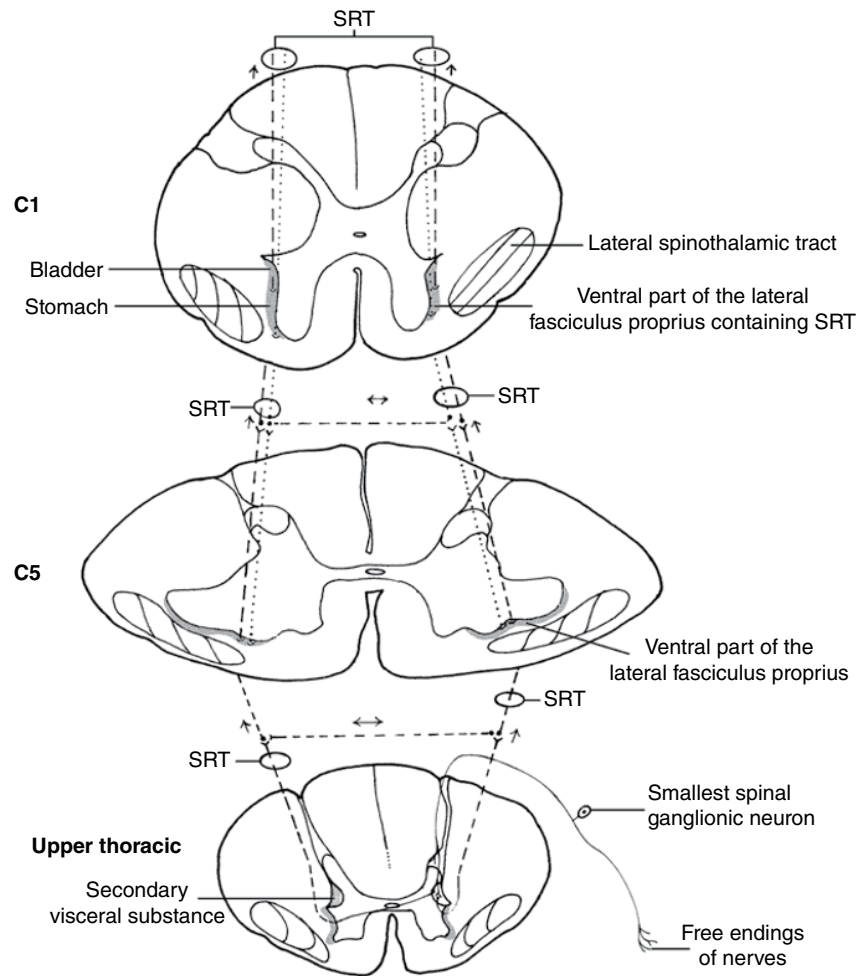 SRT
C1
Lateral spinothalamic tract
Bladder
Stomach
Ventral part of the lateral
fasciculus proprius containing SRT
SRT
SRT
C5
Ventral part of the
lateral fasciculus proprius
SRT
SRT
Smallest spinal
ganglionic neuron
Upper thoracic
Secondary
visceral substance
Free endings
of nerves